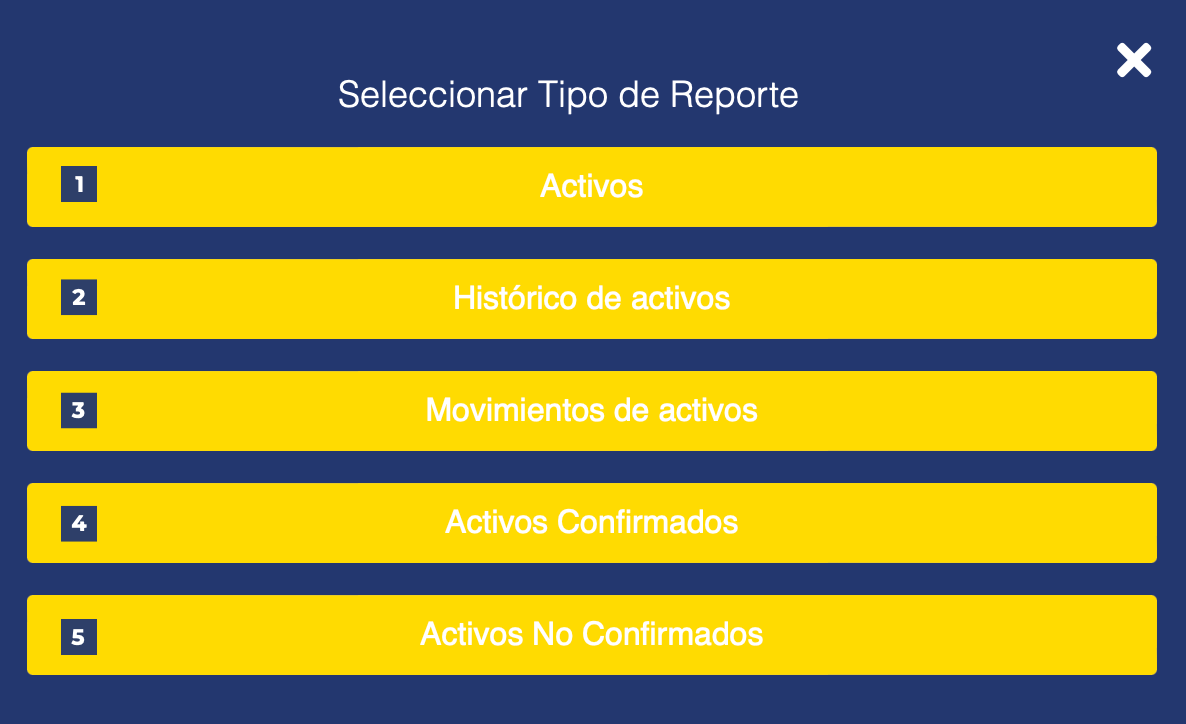 Seleccionar Tipo de Reporte
1 Activos
2 Histórico de activos
3 Movimientos de activos
4 Activos Confirmados
5 Activos No Confirmados